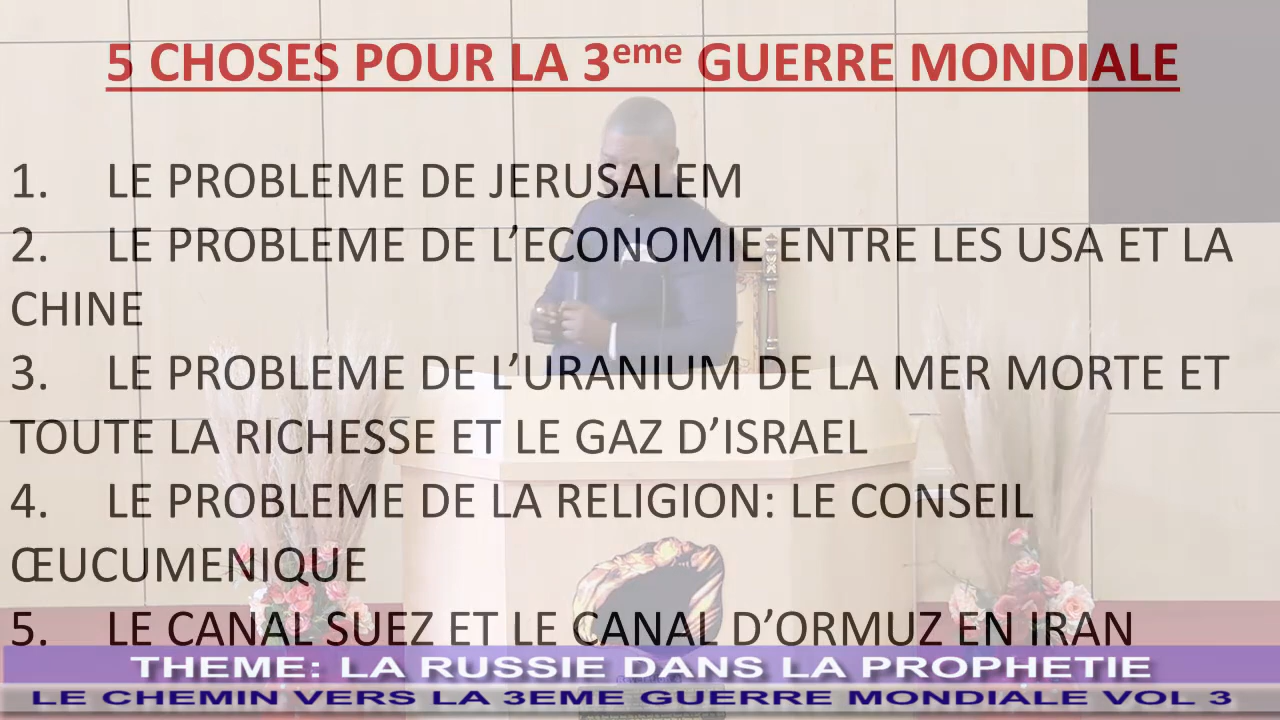 5 CHOSES POUR LA 3eme GUERRE MONDIALE
1. LE PROBLEME DE JERUSALEM
2. LE PROBLEME DE L’ECONOMIE ENTRE LES USA ET LA
CHINE
3. LE PROBLEME DE L’URANIUM DE LA MER MORTE ET
TOUTE LA RICHESSE ET LE GAZ D’ISRAEL
4. LE PROBLEME DE LA RELIGION: LE CONSEIL
ŒUCUMENIQUE
5. LE CANAL SUEZ ET LE CANAL D’ORMUZ EN IRAN
THEME: LA RUSSIE DANS LA PROPHETIE
LE CHEMIN VERS LA 3EME GUERRE MONDIALE VOL 3